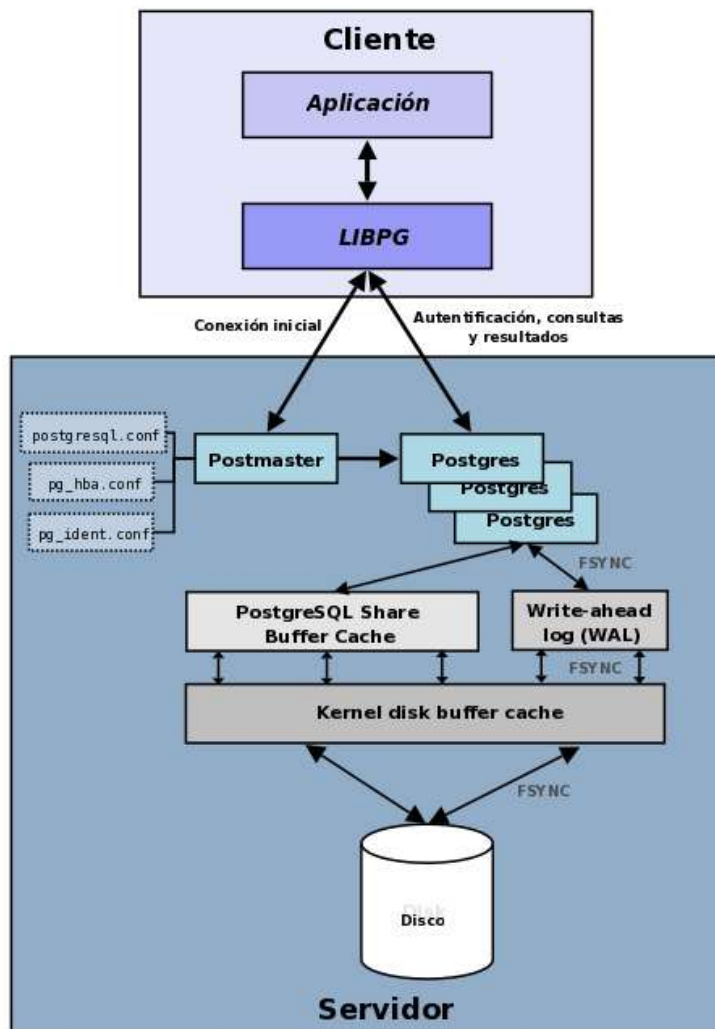 Cliente
Aplicación
LIBPG
Conexión inicial
Autentificación, consultas
y resultados
postgresql.conf
pg_hba.conf
pg_ident.conf
Postmaster
Postgres
Postgres
Postgres
FSYNC
PostgreSQL Share
Buffer Cache
Write-ahead
log (WAL)
FSYNC
Kernel disk buffer cache
FSYNC
Disk
Disco
Servidor